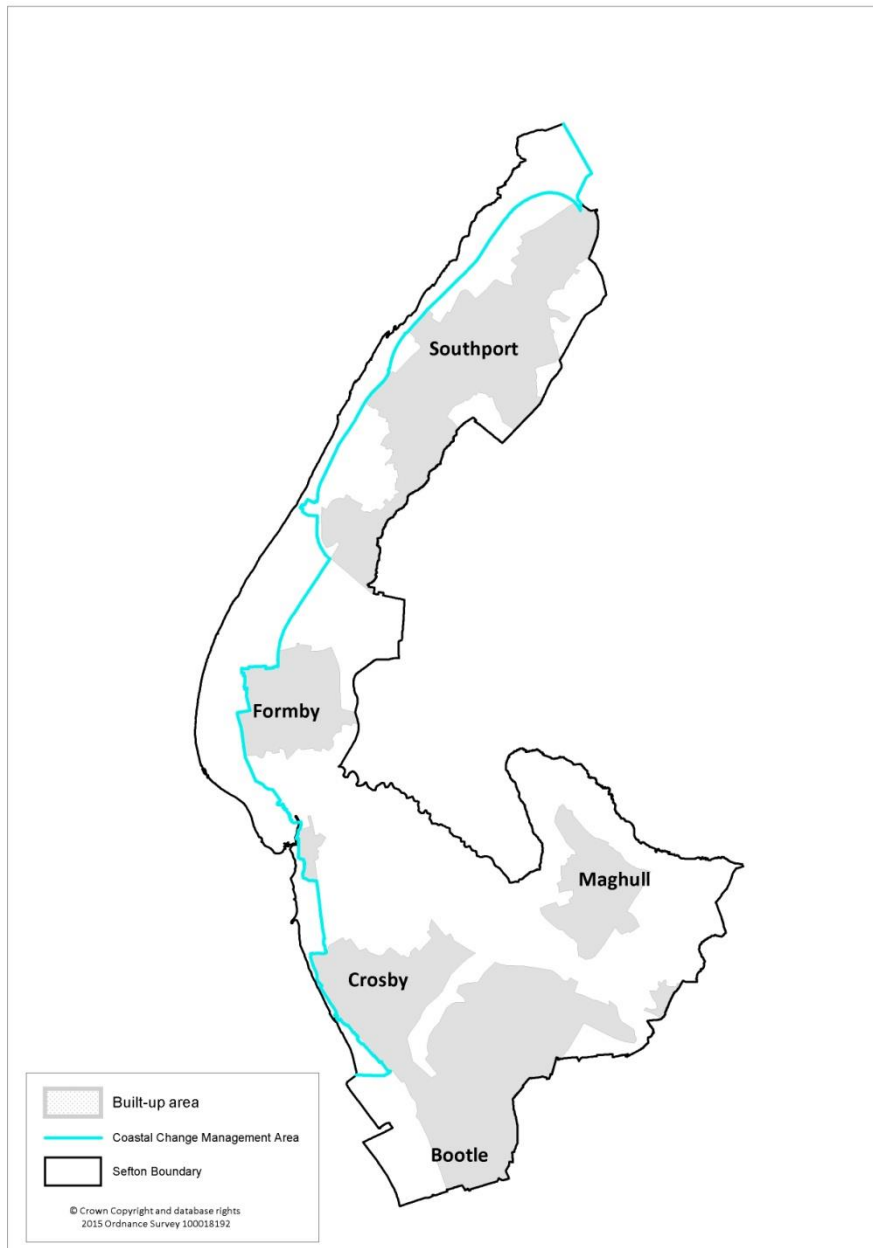 Southport
Formby
Maghull
Crosby
Bootle
Built-up area
Coastal Change Management Area
Sefton Boundary
© Crown Copyright and database rights
2015 Ordnance Survey 100018192